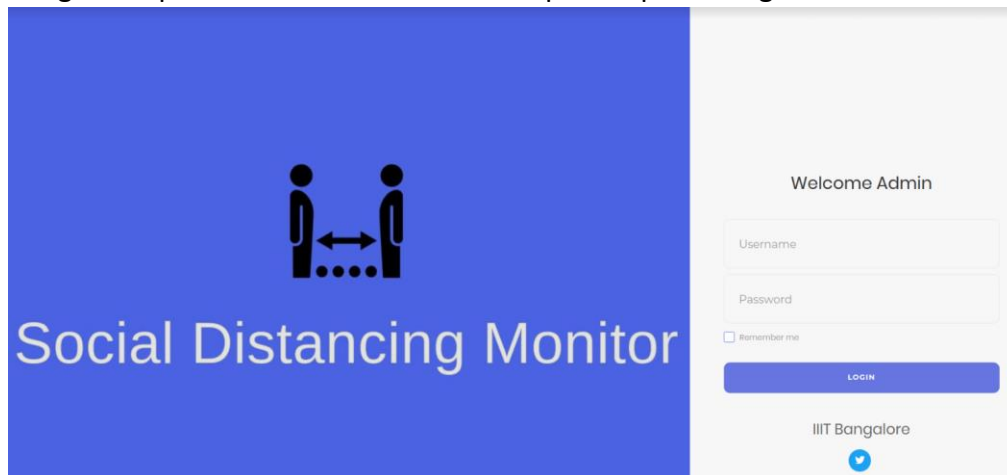 Social Distancing Monitor
Welcome Admin
Username
Password
Remember me
LOGIN
IIIT Bangalore